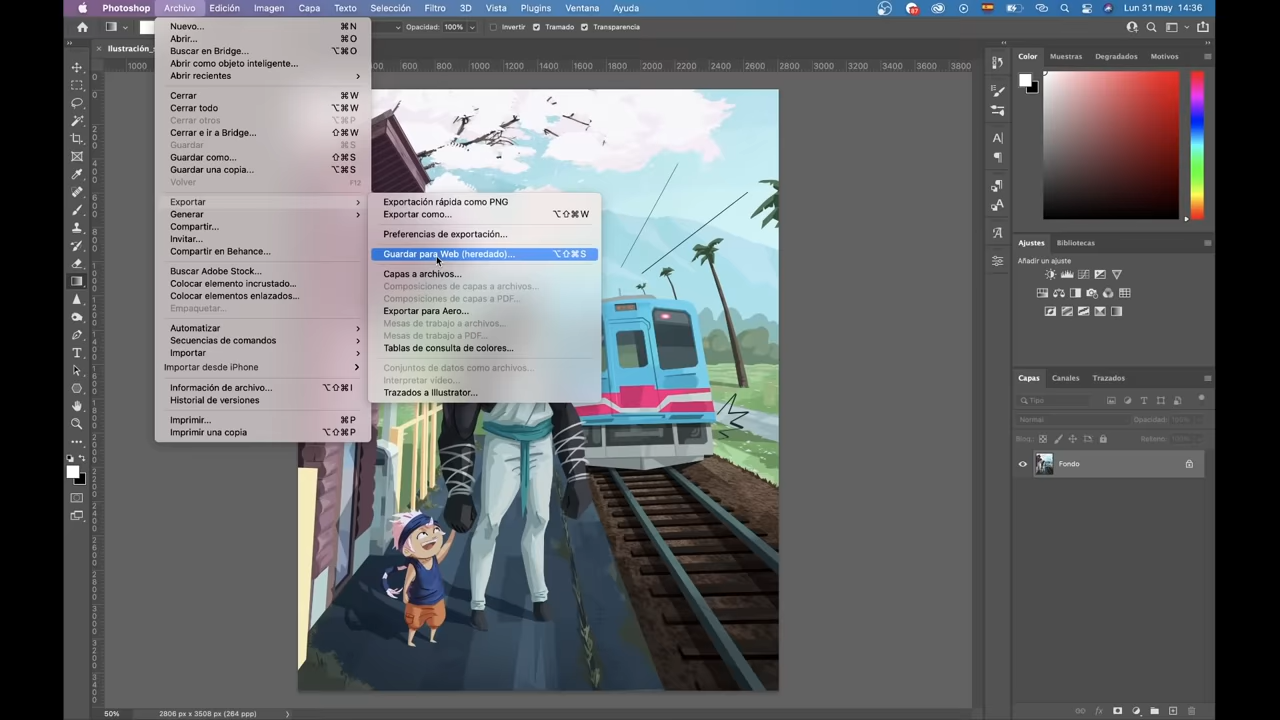 Photoshop Archivo Edición Imagen Capa Texto Selección Filtro 3D Vista Plugins Ventana Ayuda 87 Lun 31 may 14:36
Opacidad: 100% Invertir Tramado Transparencia
Ilustración_
1000 600 800 1000 1200 1400 1600 1800 2000 2200 2400 2600 2800 3000 3200 3400 3600 3800
Nuevo... ⌘N
Abrir... ⌘O
Buscar en Bridge... ⌥⌘O
Abrir como objeto inteligente...
Abrir recientes
Cerrar ⌘W
Cerrar todo ⌥⌘W
Cerrar otros ⌥⌘P
Cerrar e ir a Bridge... ⇧⌘W
Guardar ⌘S
Guardar como... ⇧⌘S
Guardar una copia... ⌥⌘S
Volver F12
Exportar
Generar
Compartir...
Invitar...
Compartir en Behance...
Buscar Adobe Stock...
Colocar elemento incrustado...
Colocar elementos enlazados...
Empaquetar...
Automatizar
Secuencias de comandos
Importar
Importar desde iPhone
Información de archivo... ⌥⇧⌘I
Historial de versiones
Imprimir... ⌘P
Imprimir una copia ⌥⇧⌘P
Exportación rápida como PNG
Exportar como... ⌥⇧⌘W
Preferencias de exportación...
Guardar para Web (heredado)... ⌥⇧⌘S
Capas a archivos...
Composiciones de capas a archivos...
Composiciones de capas a PDF...
Exportar para Aero...
Mesas de trabajo a archivos...
Mesas de trabajo a PDF...
Tablas de consulta de colores...
Conjuntos de datos como archivos...
Interpretar vídeo...
Trazados a Illustrator...
Color Muestras Degradados Motivos
Ajustes Bibliotecas
Añadir un ajuste
Capas Canales Trazados
Tipo
Normal Opacidad: 100%
Bloq.: Relleno: 100%
Fondo
50% 2806 px x 3508 px (264 ppp)